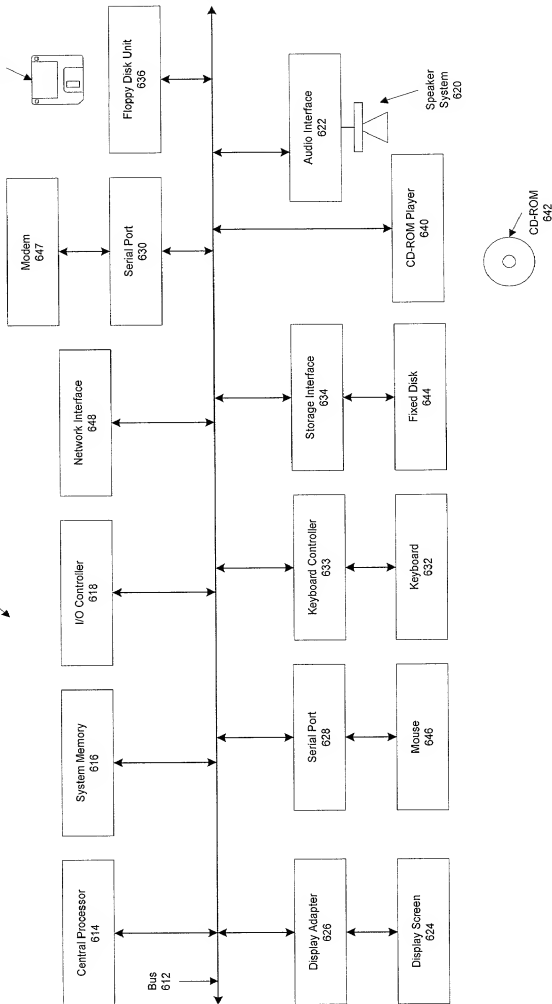 Modem
647
Floppy Disk Unit
636
Central Processor
614
System Memory
616
I/O Controller
618
Network Interface
648
Serial Port
630
Bus
612
Display Adapter
626
Serial Port
628
Keyboard Controller
633
Storage Interface
634
Audio Interface
622
Speaker
System
620
Display Screen
624
Mouse
646
Keyboard
632
Fixed Disk
644
CD-ROM Player
640
CD-ROM
642